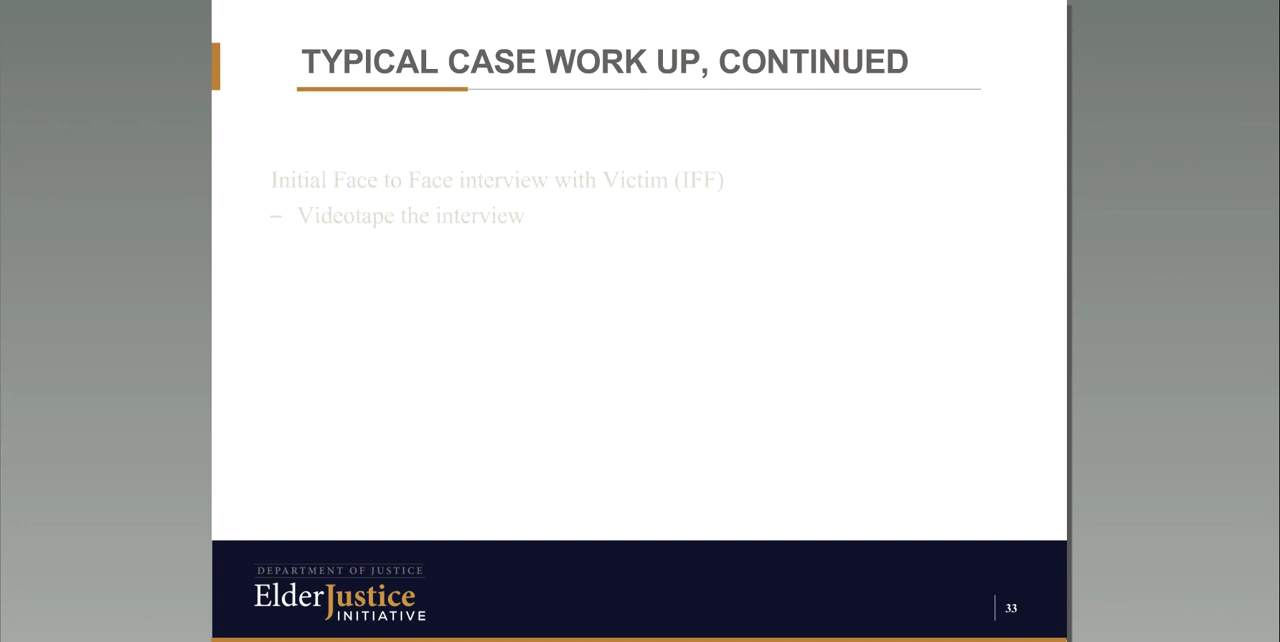 TYPICAL CASE WORK UP, CONTINUED
Initial Face to Face interview with Victim (IFF)
– Videotape the interview
DEPARTMENT OF JUSTICE
ElderJustice
INITIATIVE
33